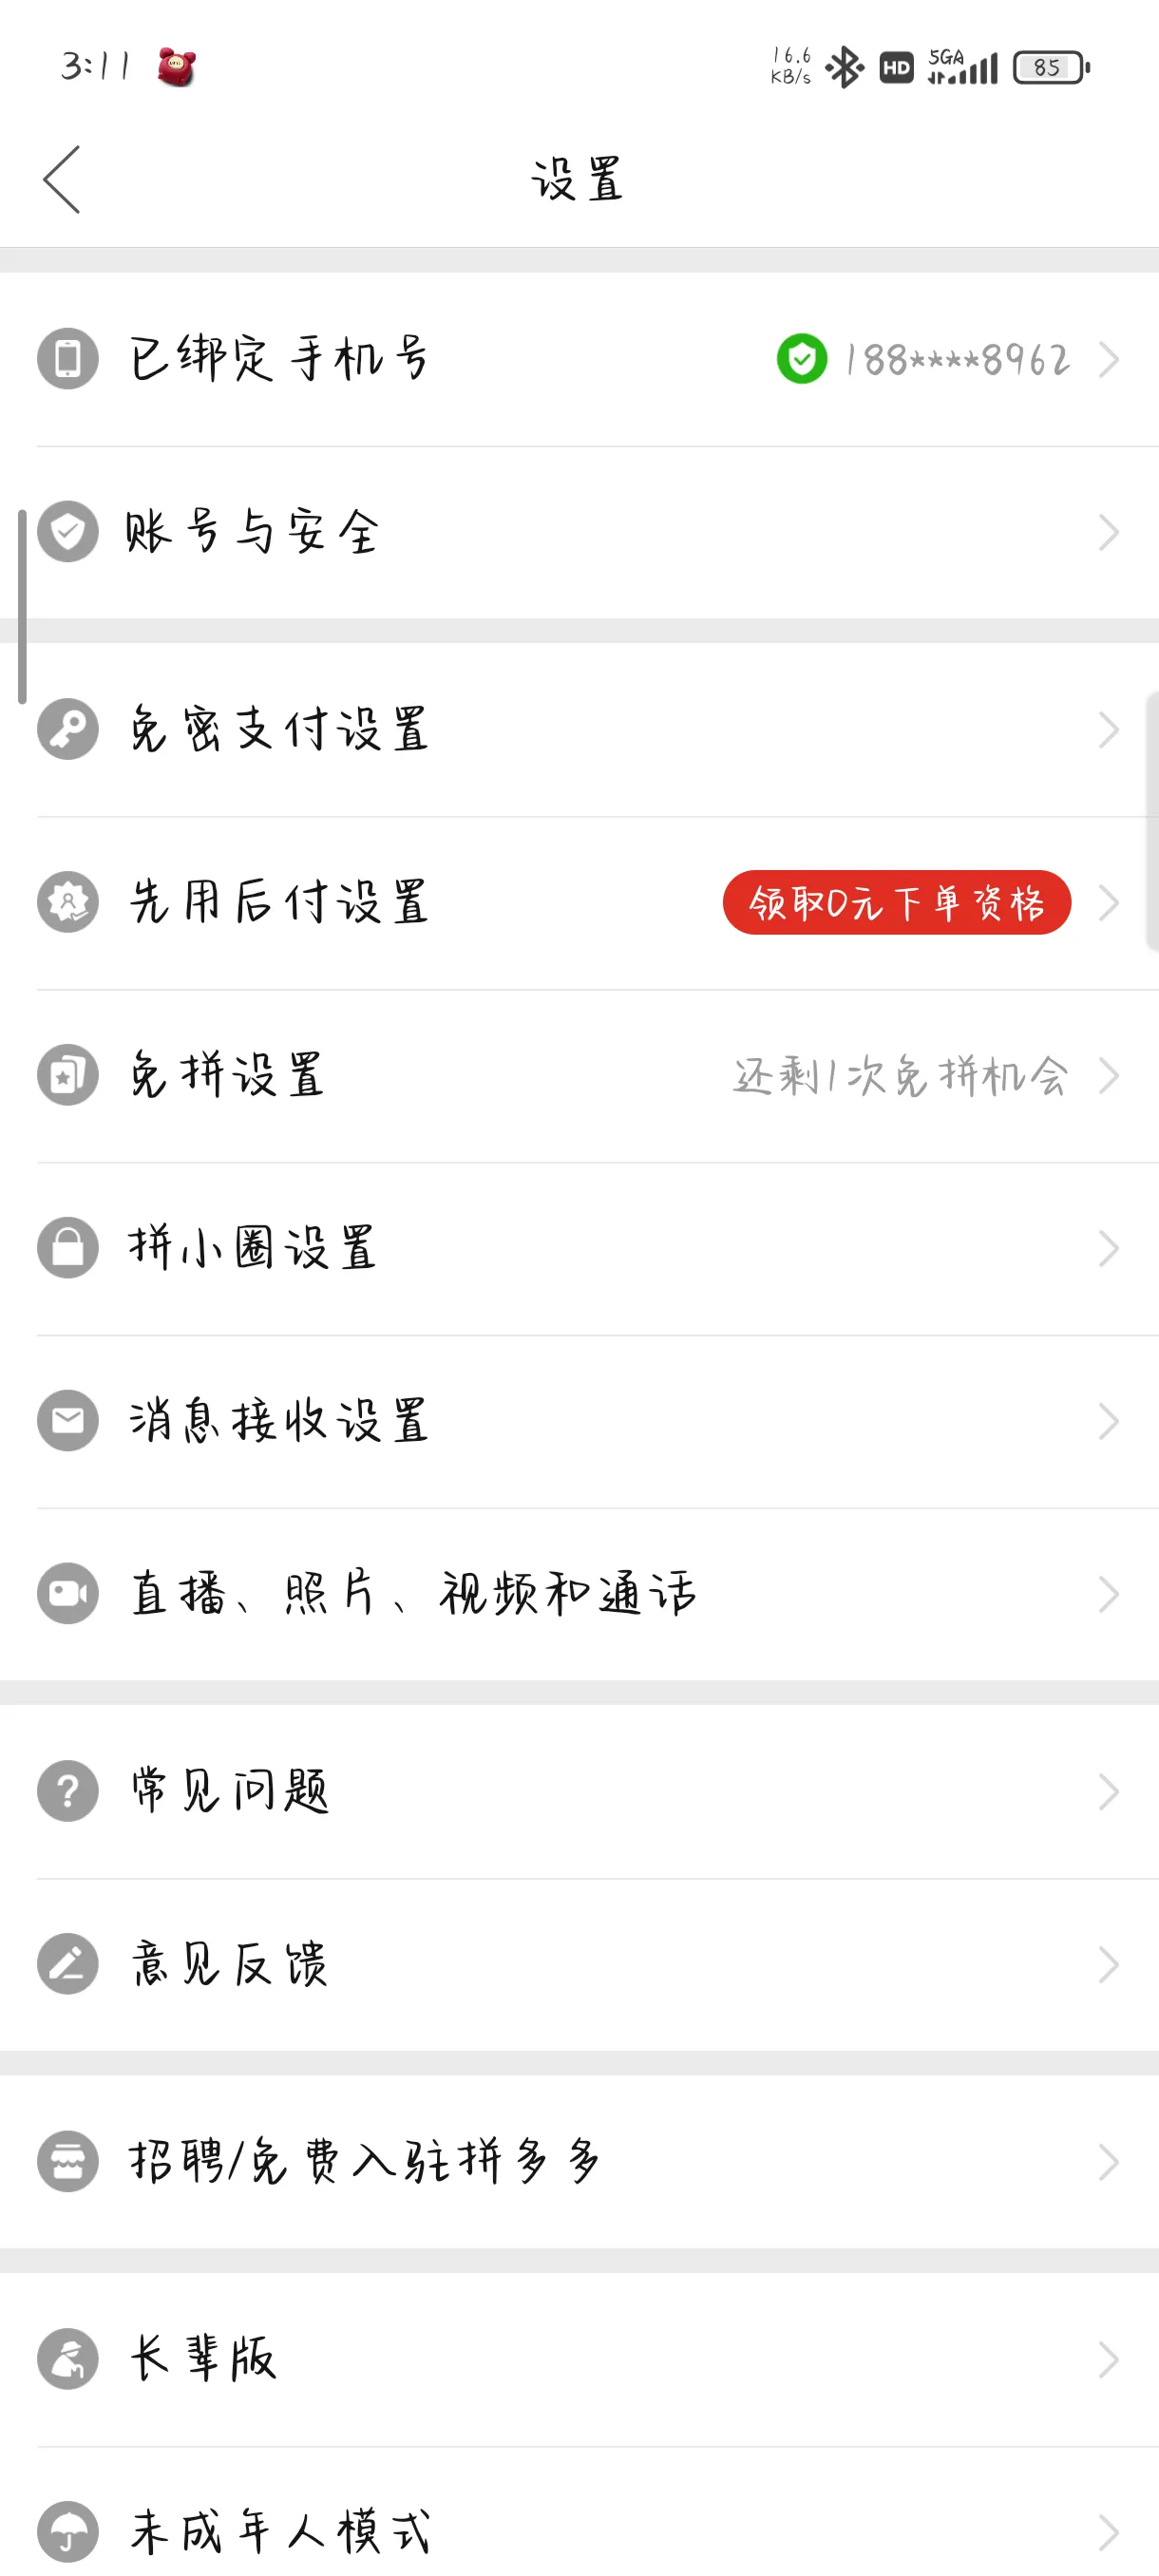 3:11
16.6
KB/s
HD
5GA
85
设置
已绑定手机号
188****8962
账号与安全
免密支付设置
先用后付设置
领取0元下单资格
免拼设置
还剩1次免拼机会
拼小圈设置
消息接收设置
直播、照片、视频和通话
常见问题
意见反馈
招聘/免费入驻拼多多
长辈版
未成年人模式